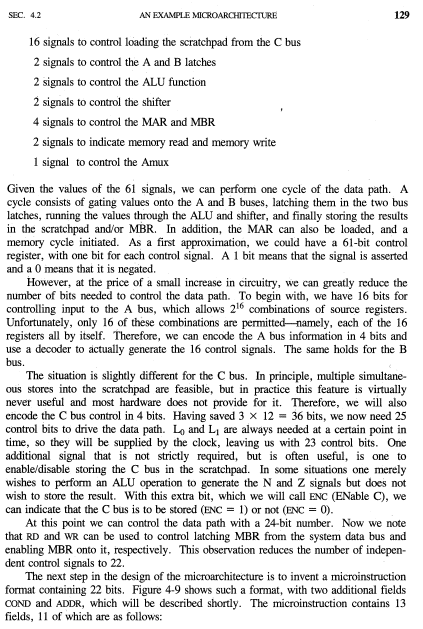 SEC. 4.2 AN EXAMPLE MICROARCHITECTURE 129
16 signals to control loading the scratchpad from the C bus
2 signals to control the A and B latches
2 signals to control the ALU function
2 signals to control the shifter
4 signals to control the MAR and MBR
2 signals to indicate memory read and memory write
1 signal to control the Amux
Given the values of the 61 signals, we can perform one cycle of the data path. A
cycle consists of gating values onto the A and B buses, latching them in the two bus
latches, running the values through the ALU and shifter, and finally storing the results
in the scratchpad and/or MBR. In addition, the MAR can also be loaded, and a
memory cycle initiated. As a first approximation, we could have a 61-bit control
register, with one bit for each control signal. A 1 bit means that the signal is asserted
and a 0 means that it is negated.
However, at the price of a small increase in circuitry, we can greatly reduce the
number of bits needed to control the data path. To begin with, we have 16 bits for
controlling input to the A bus, which allows 2¹⁶ combinations of source registers.
Unfortunately, only 16 of these combinations are permitted—namely, each of the 16
registers all by itself. Therefore, we can encode the A bus information in 4 bits and
use a decoder to actually generate the 16 control signals. The same holds for the B
bus.
The situation is slightly different for the C bus. In principle, multiple simultane-
ous stores into the scratchpad are feasible, but in practice this feature is virtually
never useful and most hardware does not provide for it. Therefore, we will also
encode the C bus control in 4 bits. Having saved 3 × 12 = 36 bits, we now need 25
control bits to drive the data path. L₀ and L₁ are always needed at a certain point in
time, so they will be supplied by the clock, leaving us with 23 control bits. One
additional signal that is not strictly required, but is often useful, is one to
enable/disable storing the C bus in the scratchpad. In some situations one merely
wishes to perform an ALU operation to generate the N and Z signals but does not
wish to store the result. With this extra bit, which we will call ENC (ENable C), we
can indicate that the C bus is to be stored (ENC = 1) or not (ENC = 0).
At this point we can control the data path with a 24-bit number. Now we note
that RD and WR can be used to control latching MBR from the system data bus and
enabling MBR onto it, respectively. This observation reduces the number of indepen-
dent control signals to 22.
The next step in the design of the microarchitecture is to invent a microinstruction
format containing 22 bits. Figure 4-9 shows such a format, with two additional fields
COND and ADDR, which will be described shortly. The microinstruction contains 13
fields, 11 of which are as follows: